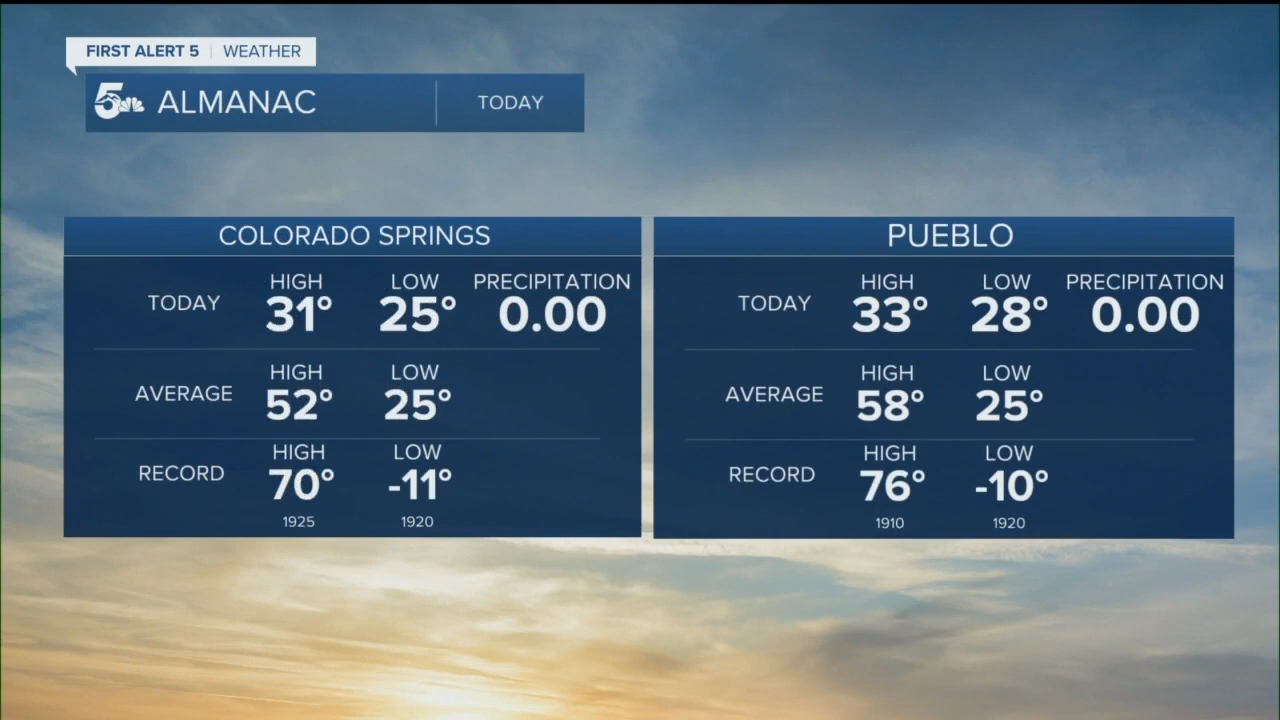 FIRST ALERT 5 | WEATHER
5 ALMANAC TODAY
COLORADO SPRINGS
HIGH LOW PRECIPITATION
TODAY 31° 25° 0.00
HIGH LOW
AVERAGE 52° 25°
HIGH LOW
RECORD 70° -11°
1925 1920
PUEBLO
HIGH LOW PRECIPITATION
TODAY 33° 28° 0.00
HIGH LOW
AVERAGE 58° 25°
HIGH LOW
RECORD 76° -10°
1910 1920